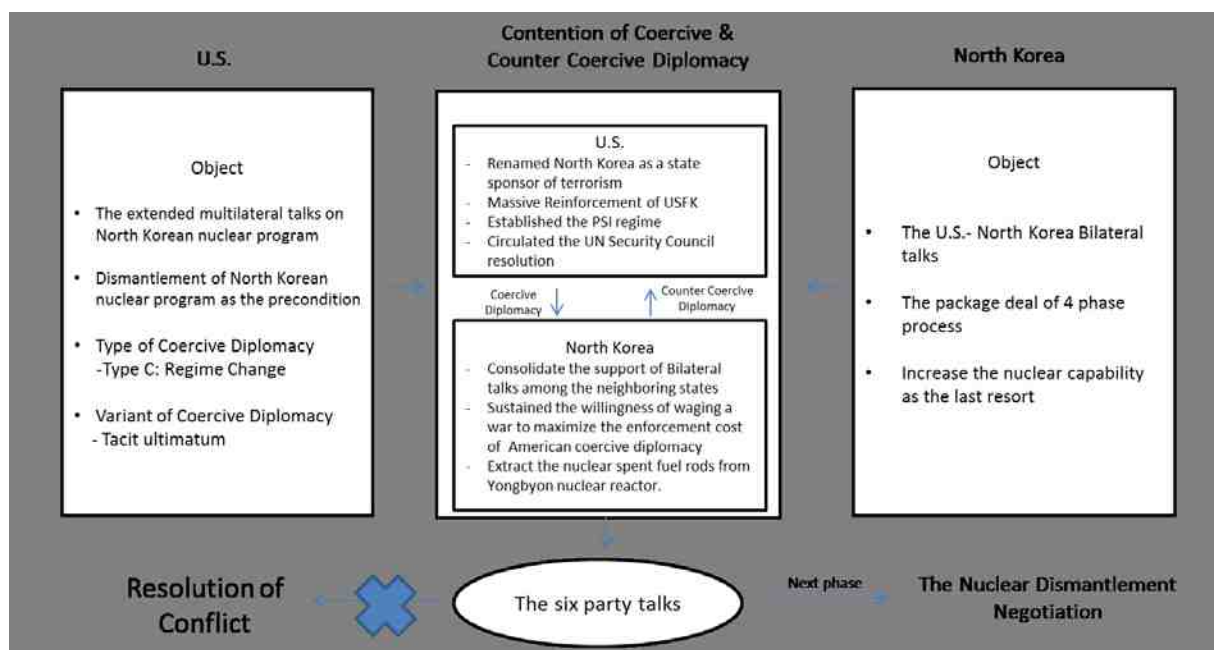 U.S.
Contention of Coercive &
Counter Coercive Diplomacy
North Korea
Object
• The extended multilateral talks on
North Korean nuclear program
• Dismantlement of North Korean
nuclear program as the precondition
• Type of Coercive Diplomacy
-Type C: Regime Change
• Variant of Coercive Diplomacy
- Tacit ultimatum
U.S.
- Renamed North Korea as a state
sponsor of terrorism
- Massive Reinforcement of USFK
- Established the PSI regime
- Circulated the UN Security Council
resolution
Coercive
Diplomacy
Counter Coercive
Diplomacy
North Korea
- Consolidate the support of Bilateral
talks among the neighboring states
- Sustained the willingness of waging a
war to maximize the enforcement cost
of American coercive diplomacy
- Extract the nuclear spent fuel rods from
Yongbyon nuclear reactor.
Object
• The U.S.- North Korea Bilateral
talks
• The package deal of 4 phase
process
• Increase the nuclear capability
as the last resort
Resolution of
Conflict
The six party talks
Next phase
The Nuclear Dismantlement
Negotiation